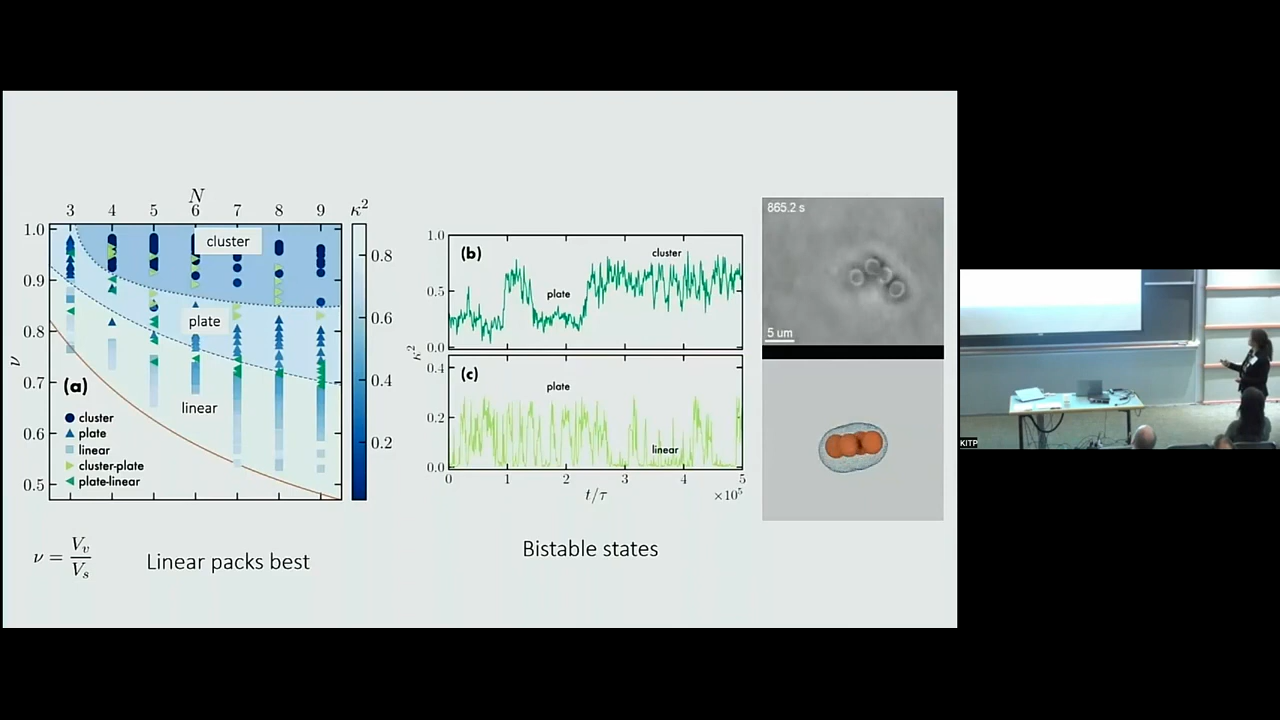 N
3 4 5 6 7 8 9
κ²
1.0
0.9
0.8
0.7
0.6
0.5
ν
cluster
plate
linear
(a)
cluster
plate
linear
cluster-plate
plate-linear
0.8
0.6
0.4
0.2
ν = V_v / V_s
Linear packs best
(b)
cluster
plate
1.0
0.5
0.0
κ²
(c)
plate
linear
0.4
0.2
0.0
0 1 2 3 4 5
t/τ
×10⁵
Bistable states
865.2 s
5 um
KITP